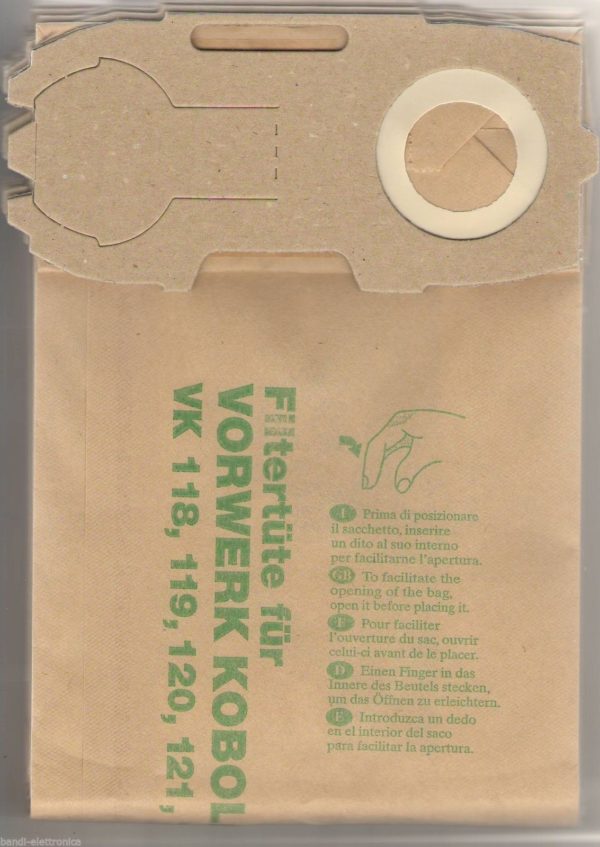 Filtertüte für
VORWERK KOBOL
VK 118, 119, 120, 121,
I Prima di posizionare
il sacchetto, inserire
un dito al suo interno
per facilitarne l'apertura.
GB To facilitate the
opening of the bag,
open it before placing it.
F Pour faciliter
l'ouverture du sac, ouvrir
celui-ci avant de le placer.
D Einen Finger in das
Innere des Beutels stecken,
um das Öffnen zu erleichtern.
E Introduzca un dedo
en el interior del saco
para facilitar la apertura.
bandi-elettronica